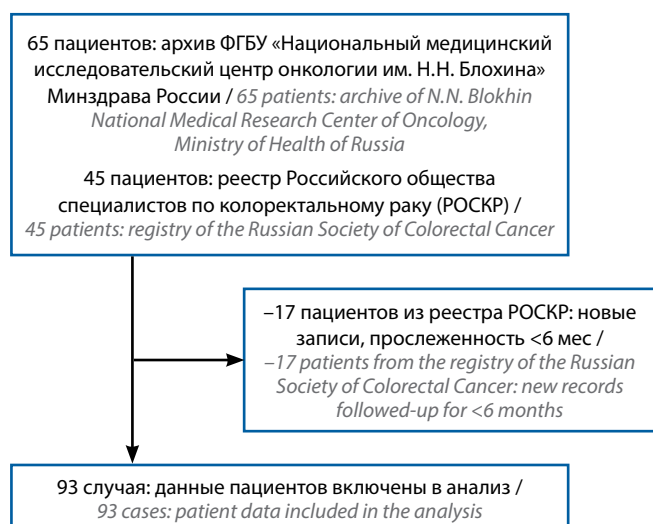 65 пациентов: архив ФГБУ «Национальный медицинский
исследовательский центр онкологии им. Н.Н. Блохина»
Минздрава России / 65 patients: archive of N.N. Blokhin
National Medical Research Center of Oncology,
Ministry of Health of Russia
45 пациентов: реестр Российского общества
специалистов по колоректальному раку (РОСКР) /
45 patients: registry of the Russian Society of Colorectal Cancer
–17 пациентов из реестра РОСКР: новые
записи, прослеженность <6 мес /
–17 patients from the registry of the Russian
Society of Colorectal Cancer: new records
followed-up for <6 months
93 случая: данные пациентов включены в анализ /
93 cases: patient data included in the analysis